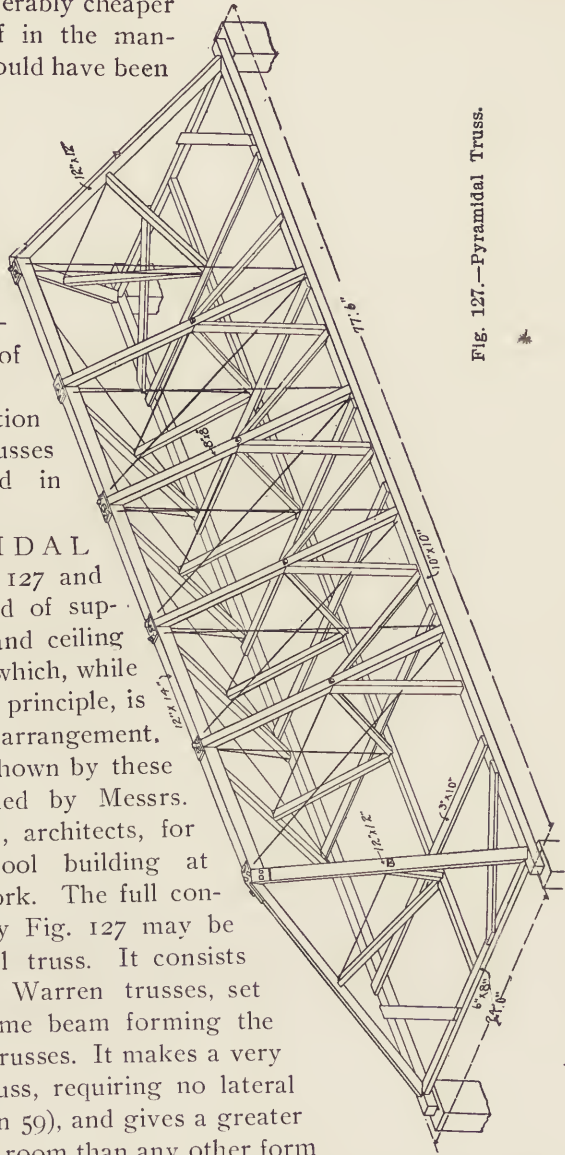 erably cheaper
f in the man-
ould have been
of
tion
usses
d in
IDAL
127 and
d of sup-
and ceiling
which, while
principle, is
arrangement.
hown by these
ned by Messrs.
, architects, for
ool building at
ork. The full con-
y Fig. 127 may be
l truss. It consists
Warren trusses, set
me beam forming the
russes. It makes a very
uss, requiring no lateral
n 59), and gives a greater
room than any other form
12"x12"
8"x8"
77'.6"
10"x10"
12"x14"
12"x12"
3"x10"
6"x8"
24'.0"
Fig. 127.—Pyramidal Truss.